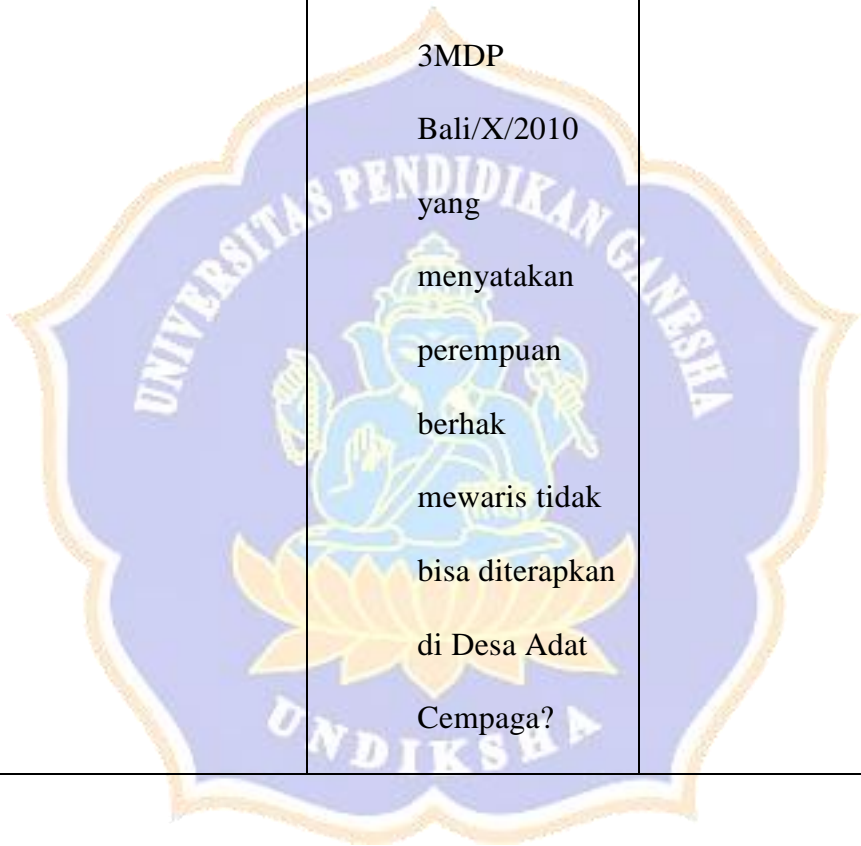 3MDP
Bali/X/2010
yang
menyatakan
perempuan
berhak
mewaris tidak
bisa diterapkan
di Desa Adat
Cempaga?
UNIVERSITAS PENDIDIKAN GANESHA
UNDIKSHA